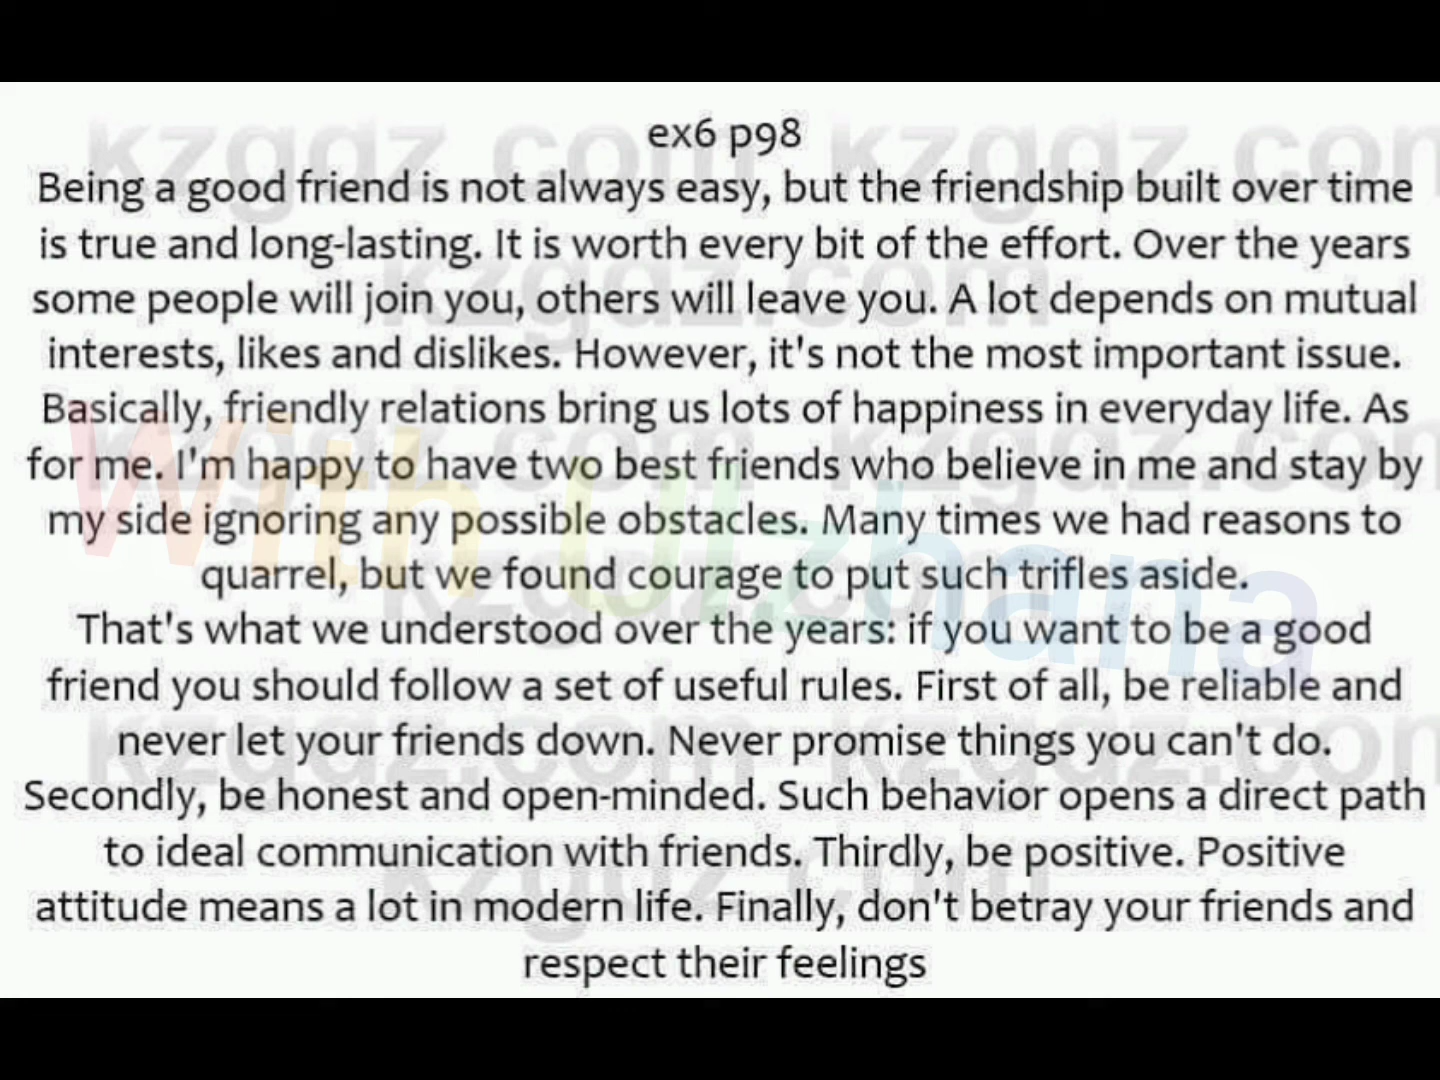 ex6 p98
Being a good friend is not always easy, but the friendship built over time
is true and long-lasting. It is worth every bit of the effort. Over the years
some people will join you, others will leave you. A lot depends on mutual
interests, likes and dislikes. However, it's not the most important issue.
Basically, friendly relations bring us lots of happiness in everyday life. As
for me. I'm happy to have two best friends who believe in me and stay by
my side ignoring any possible obstacles. Many times we had reasons to
quarrel, but we found courage to put such trifles aside.
That's what we understood over the years: if you want to be a good
friend you should follow a set of useful rules. First of all, be reliable and
never let your friends down. Never promise things you can't do.
Secondly, be honest and open-minded. Such behavior opens a direct path
to ideal communication with friends. Thirdly, be positive. Positive
attitude means a lot in modern life. Finally, don't betray your friends and
respect their feelings
With Ulzhana
kzgdz.com